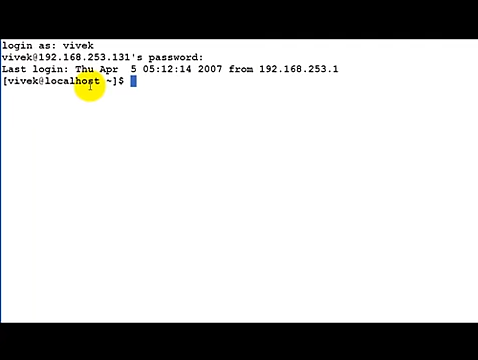 login as: vivek
vivek@192.168.253.131's password:
Last login: Thu Apr  5 05:12:14 2007 from 192.168.253.1
[vivek@localhost ~]$